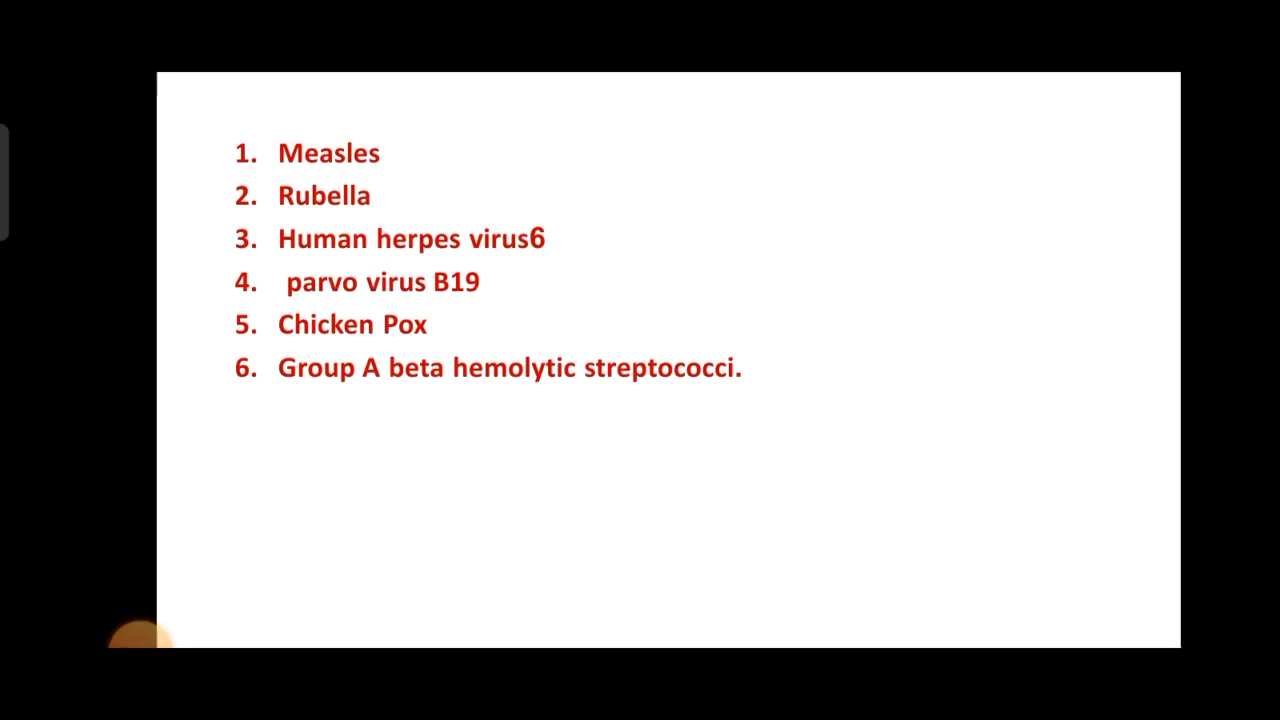 1. Measles
2. Rubella
3. Human herpes virus6
4. parvo virus B19
5. Chicken Pox
6. Group A beta hemolytic streptococci.